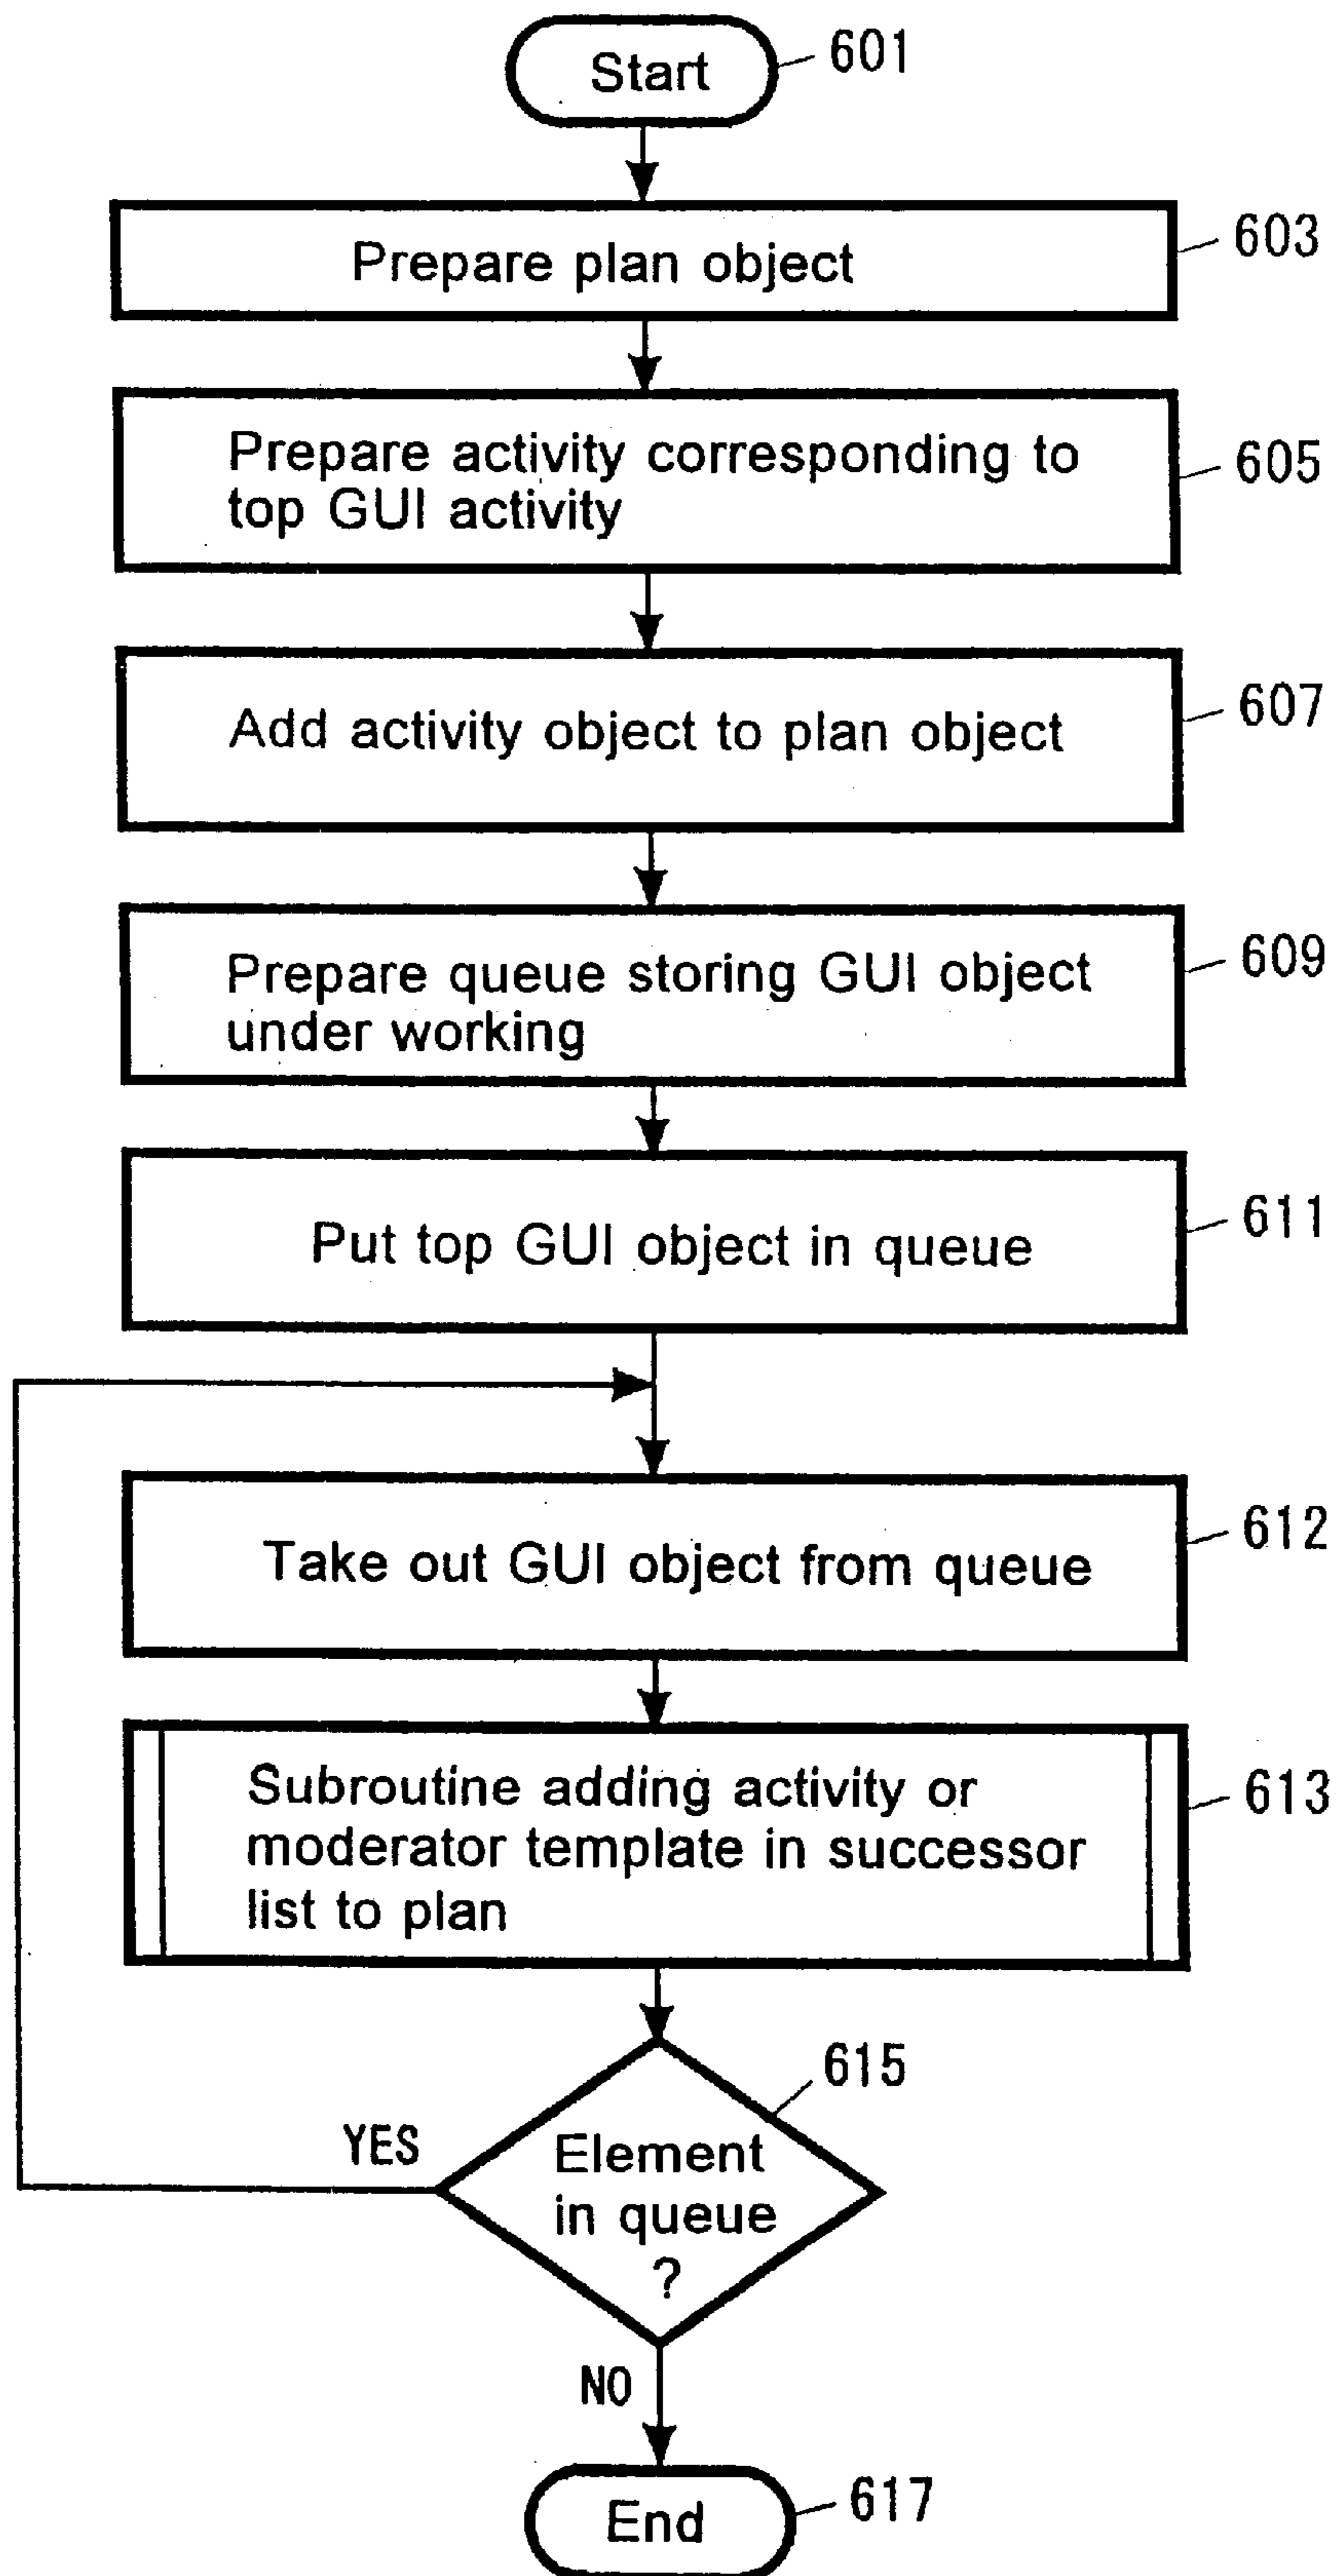 Start
601
Prepare plan object
603
Prepare activity corresponding to
top GUI activity
605
Add activity object to plan object
607
Prepare queue storing GUI object
under working
609
Put top GUI object in queue
611
Take out GUI object from queue
612
Subroutine adding activity or
moderator template in successor
list to plan
613
615
YES
Element
in queue
?
NO
End
617